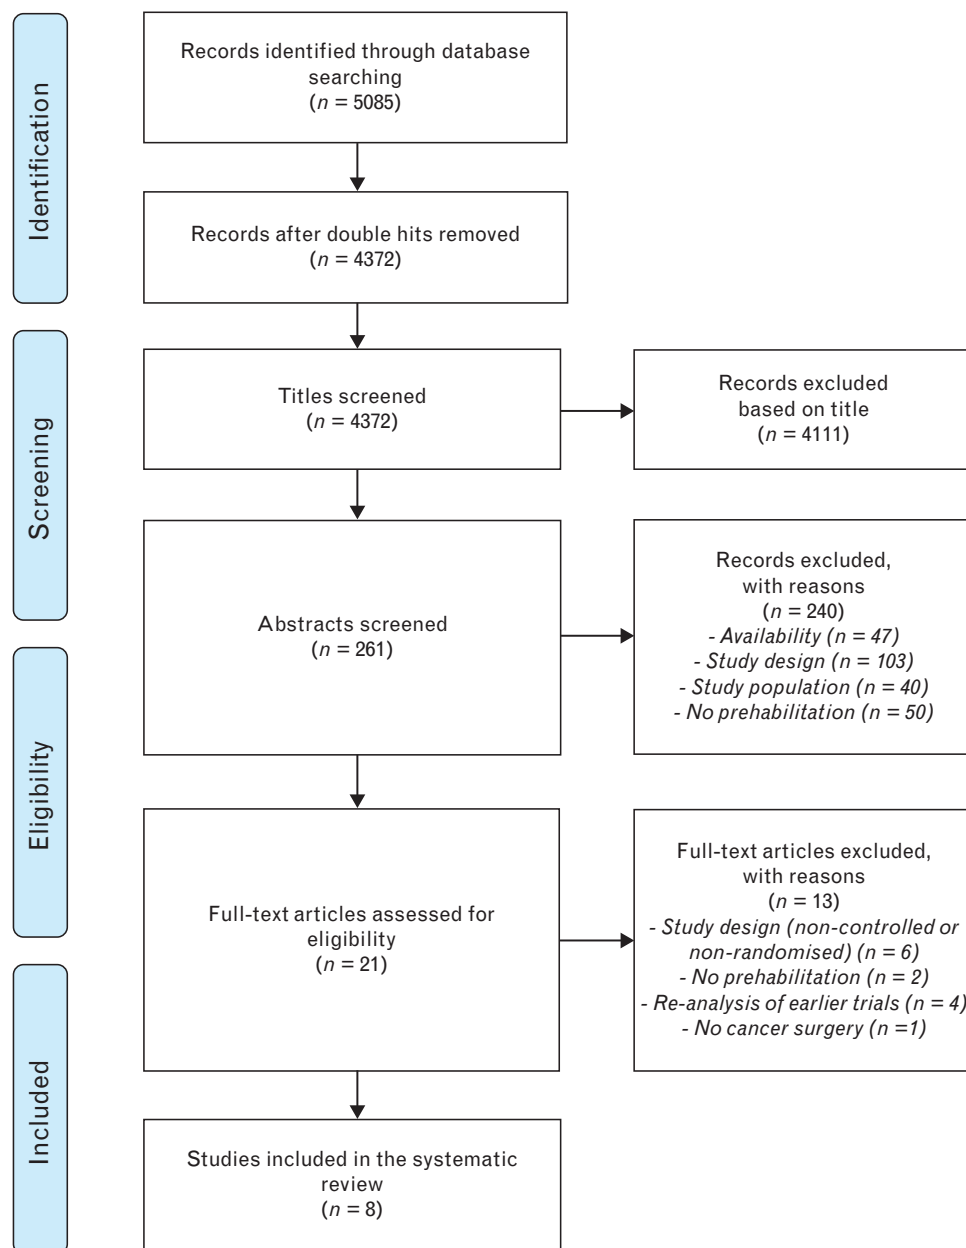 Identification
Records identified through database
searching
(n = 5085)
Records after double hits removed
(n = 4372)
Screening
Titles screened
(n = 4372)
Records excluded
based on title
(n = 4111)
Abstracts screened
(n = 261)
Records excluded,
with reasons
(n = 240)
- Availability (n = 47)
- Study design (n = 103)
- Study population (n = 40)
- No prehabilitation (n = 50)
Eligibility
Full-text articles assessed for
eligibility
(n = 21)
Full-text articles excluded,
with reasons
(n = 13)
- Study design (non-controlled or
non-randomised) (n = 6)
- No prehabilitation (n = 2)
- Re-analysis of earlier trials (n = 4)
- No cancer surgery (n =1)
Included
Studies included in the systematic
review
(n = 8)